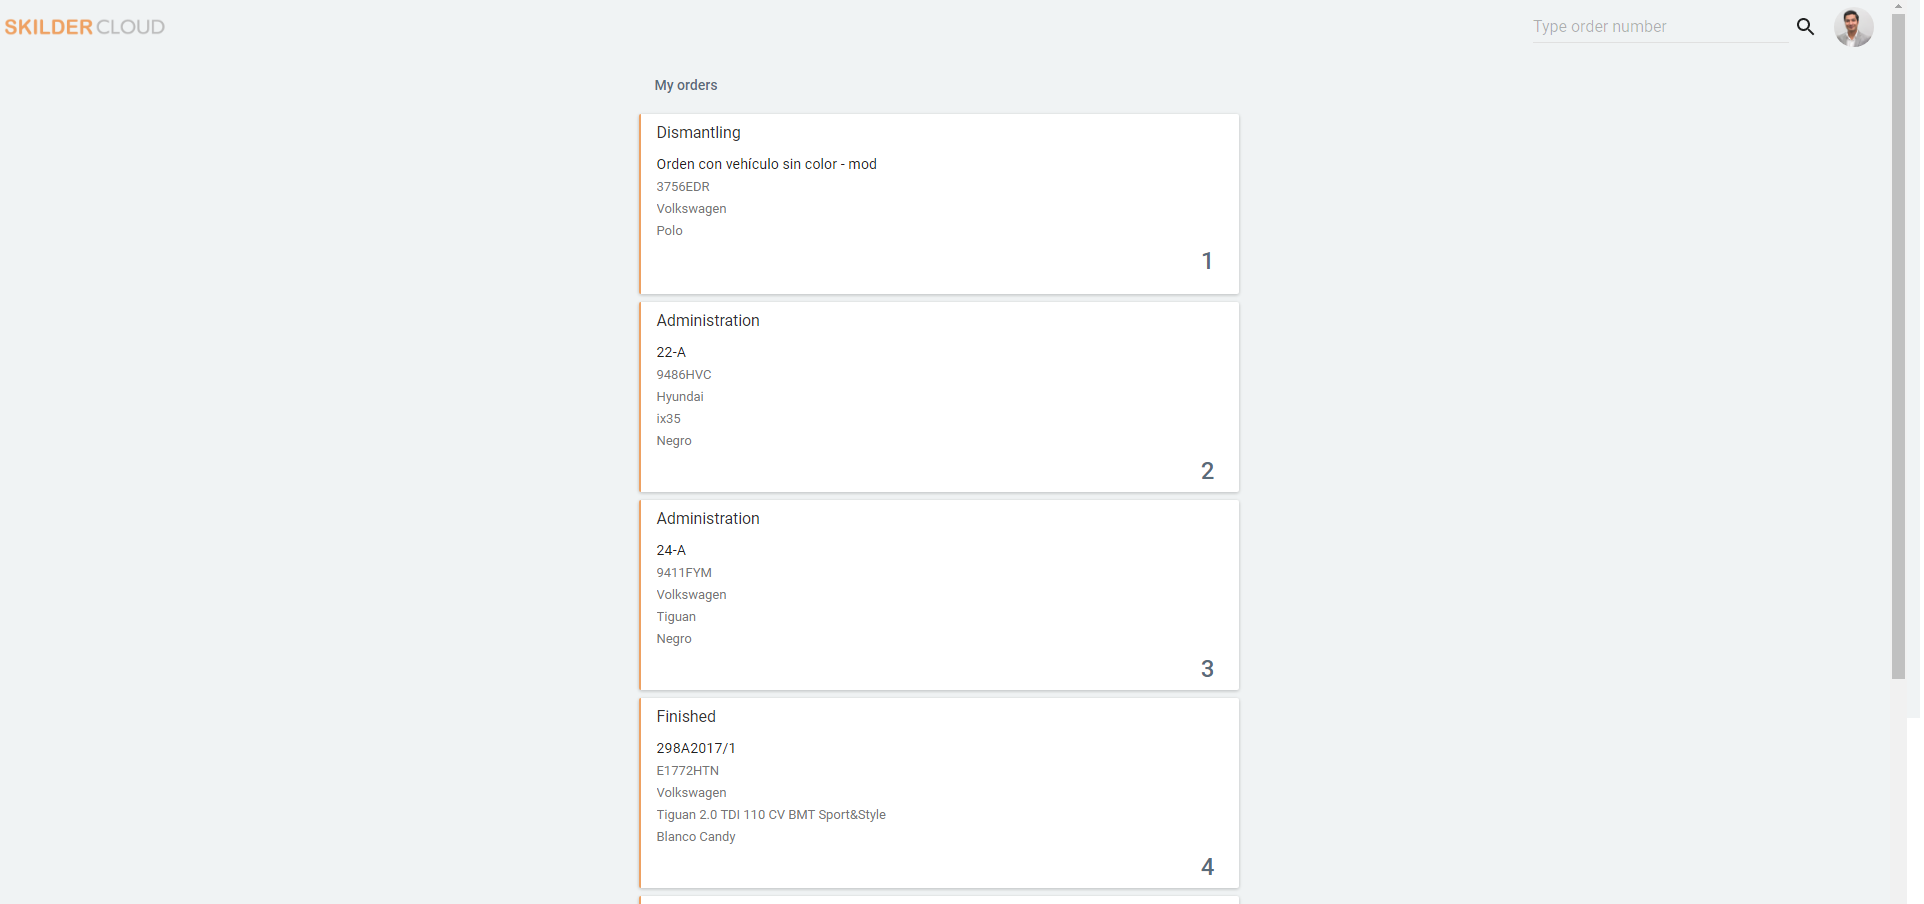 SKILDER CLOUD
Type order number
My orders
Dismantling
Orden con vehículo sin color - mod
3756EDR
Volkswagen
Polo
1
Administration
22-A
9486HVC
Hyundai
ix35
Negro
2
Administration
24-A
9411FYM
Volkswagen
Tiguan
Negro
3
Finished
298A2017/1
E1772HTN
Volkswagen
Tiguan 2.0 TDI 110 CV BMT Sport&Style
Blanco Candy
4